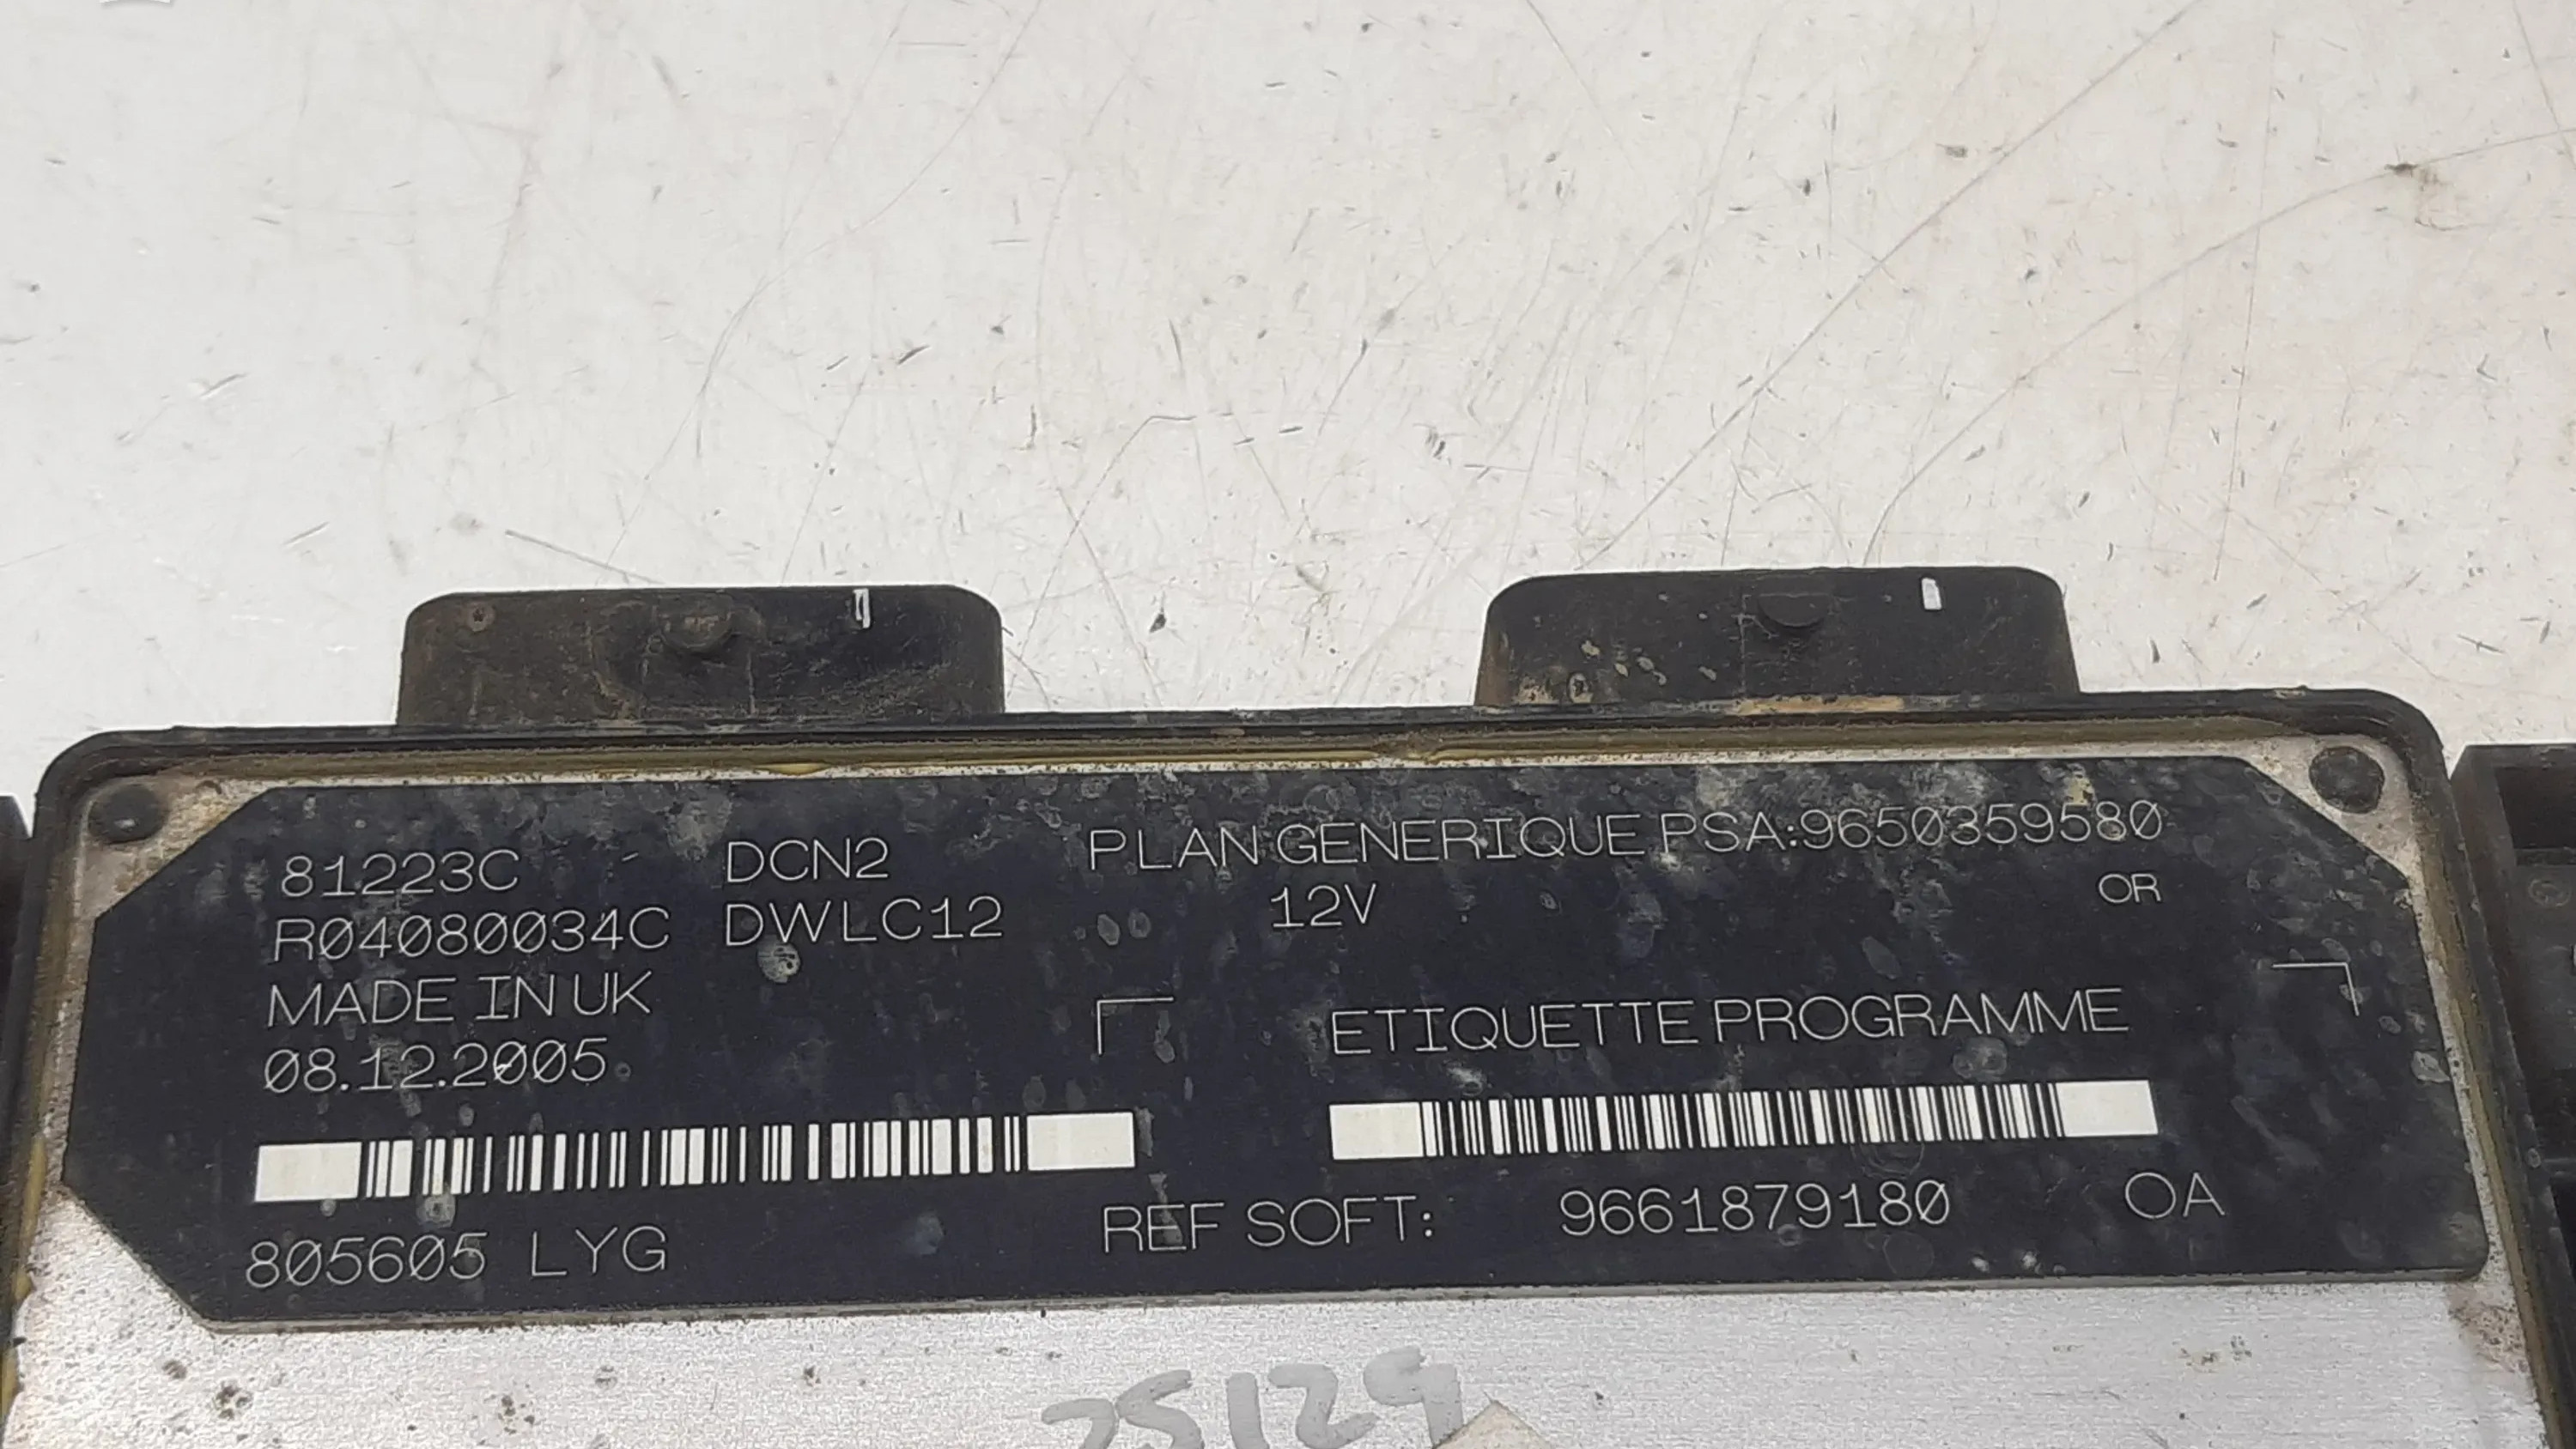 81223C DCN2 PLAN GENERIQUE PSA:9650359580
R04080034C DWLC12 12V OR
MADE IN UK
ETIQUETTE PROGRAMME
08.12.2005
805605 LYG
REF SOFT: 9661879180 OA
25129